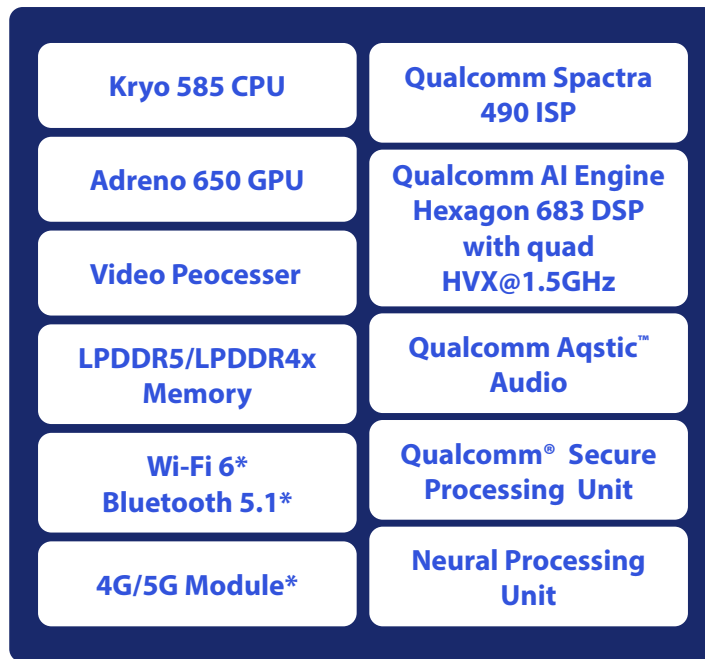 Kryo 585 CPU
Adreno 650 GPU
Video Peocesser
LPDDR5/LPDDR4x
Memory
Wi-Fi 6*
Bluetooth 5.1*
4G/5G Module*
Qualcomm Spectra
490 ISP
Qualcomm AI Engine
Hexagon 683 DSP
with quad
HVX@1.5GHz
Qualcomm Aqstic™
Audio
Qualcomm® Secure
Processing Unit
Neural Processing
Unit